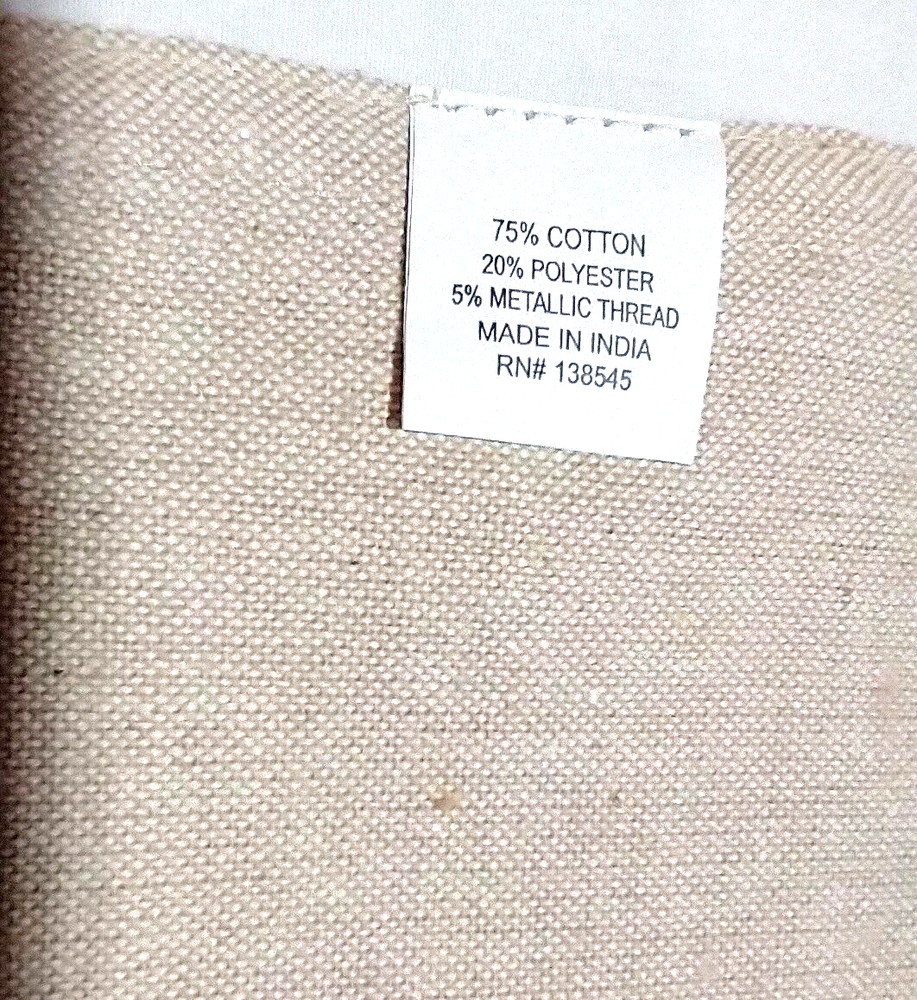 75% COTTON
20% POLYESTER
5% METALLIC THREAD
MADE IN INDIA
RN# 138545